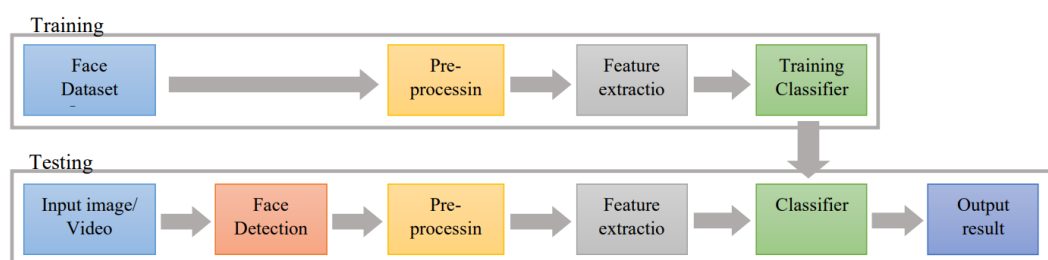 Training
Face
Dataset
Pre-
processin
Feature
extractio
Training
Classifier
Testing
Input image/
Video
Face
Detection
Pre-
processin
Feature
extractio
Classifier
Output
result